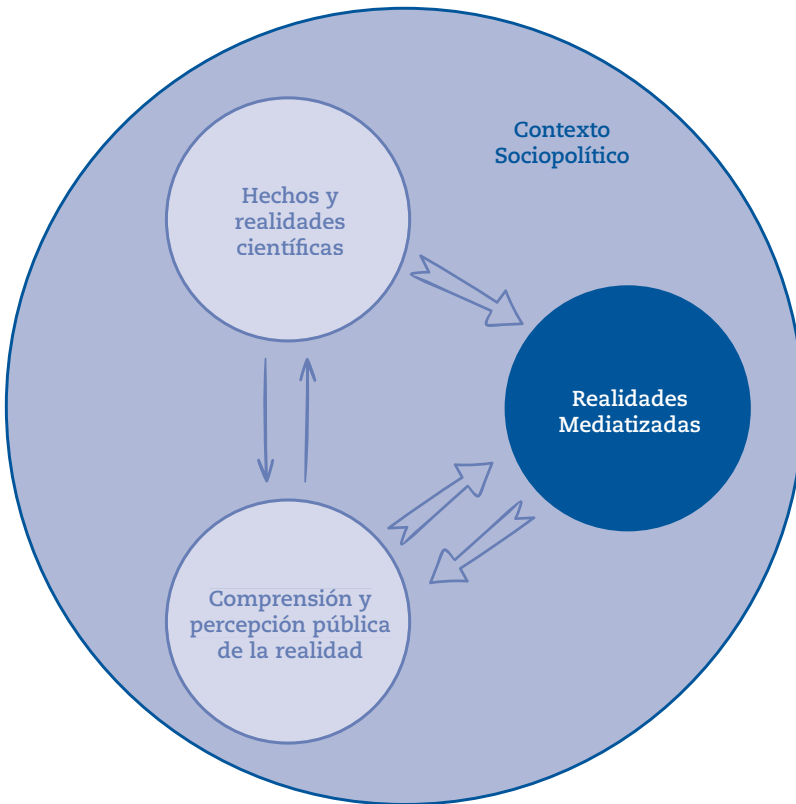 Contexto
Sociopolítico
Hechos y
realidades
científicas
Realidades
Mediatizadas
Comprensión y
percepción pública
de la realidad